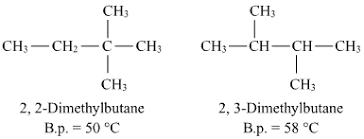 CH₃
CH₃—CH₂—C—CH₃
CH₃
2, 2-Dimethylbutane
B.p. = 50 °C
CH₃
CH₃—CH—CH—CH₃
CH₃
2, 3-Dimethylbutane
B.p. = 58 °C